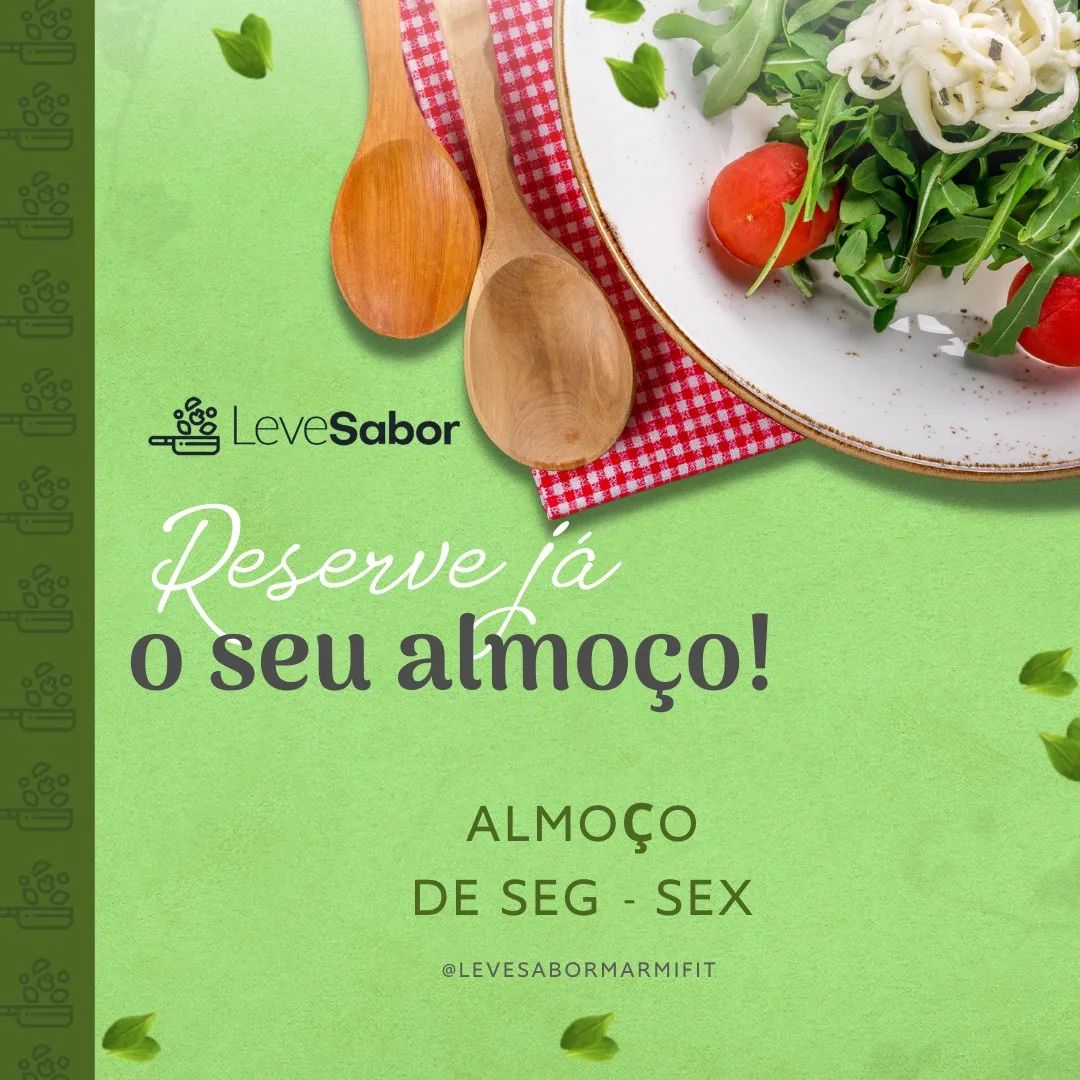 LeveSabor
Reserve já
o seu almoço!
ALMOÇO
DE SEG - SEX
@LEVESABORMARMIFIT